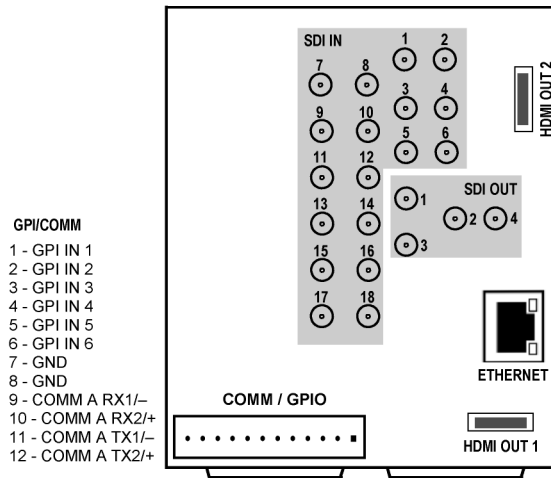 SDI IN
1 2
7 8
3 4
9 10
5 6
11 12
SDI OUT
1
13 14
2 4
3
15 16
17 18
HDMI OUT 2
GPI/COMM
1 - GPI IN 1
2 - GPI IN 2
3 - GPI IN 3
4 - GPI IN 4
5 - GPI IN 5
6 - GPI IN 6
7 - GND
8 - GND
9 - COMM A RX1/–
10 - COMM A RX2/+
11 - COMM A TX1/–
12 - COMM A TX2/+
ETHERNET
COMM / GPIO
HDMI OUT 1